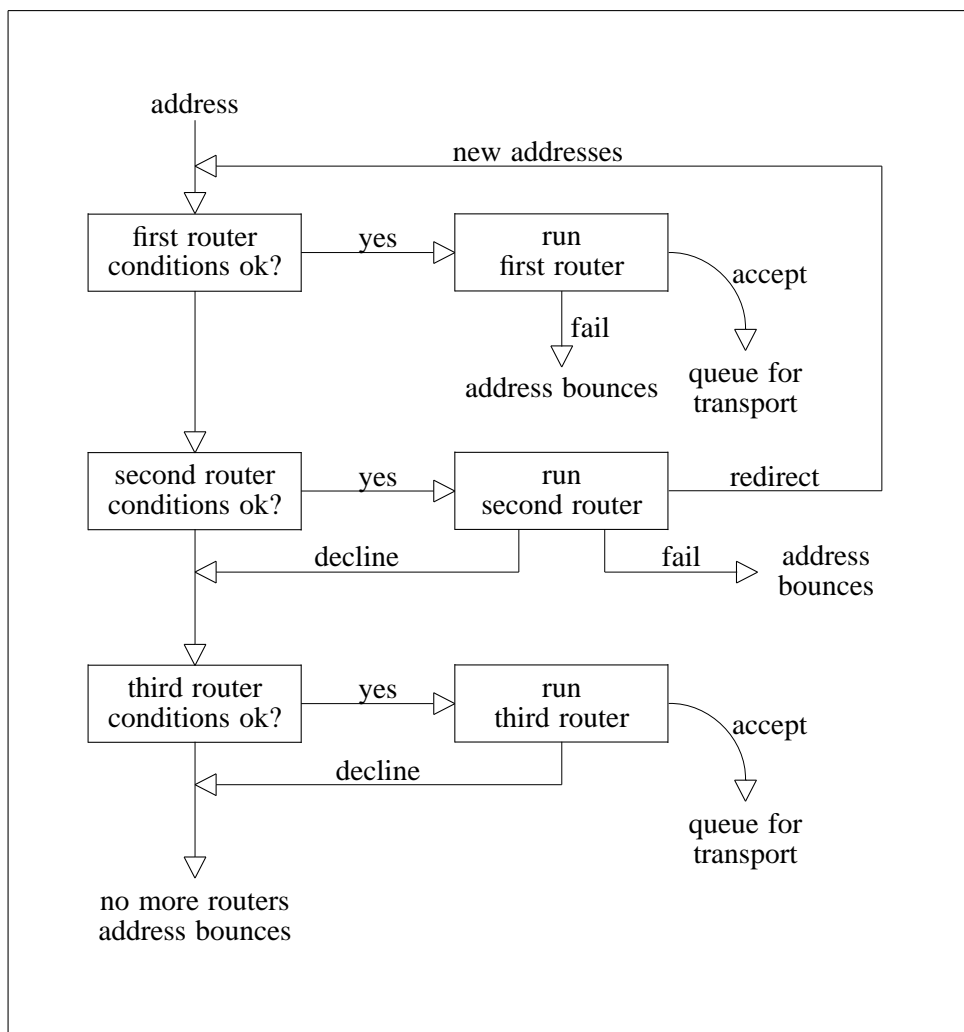 address
new addresses
first router
conditions ok?
yes
run
first router
accept
fail
address bounces
queue for
transport
second router
conditions ok?
yes
run
second router
redirect
decline
fail
address
bounces
third router
conditions ok?
yes
run
third router
accept
decline
queue for
transport
no more routers
address bounces